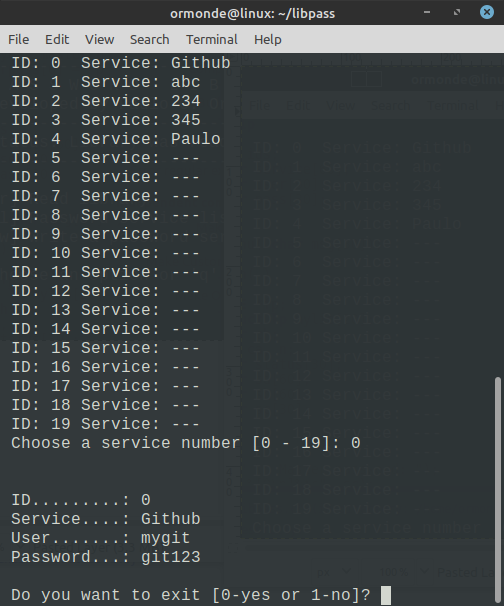 ormonde@linux: ~/libpass
File Edit View Search Terminal Help
ID: 0  Service: Github
ID: 1  Service: abc
ID: 2  Service: 234
ID: 3  Service: 345
ID: 4  Service: Paulo
ID: 5  Service: ---
ID: 6  Service: ---
ID: 7  Service: ---
ID: 8  Service: ---
ID: 9  Service: ---
ID: 10 Service: ---
ID: 11 Service: ---
ID: 12 Service: ---
ID: 13 Service: ---
ID: 14 Service: ---
ID: 15 Service: ---
ID: 16 Service: ---
ID: 17 Service: ---
ID: 18 Service: ---
ID: 19 Service: ---
Choose a service number [0 - 19]: 0
ID.........: 0
Service....: Github
User.......: mygit
Password...: git123
Do you want to exit [0-yes or 1-no]?